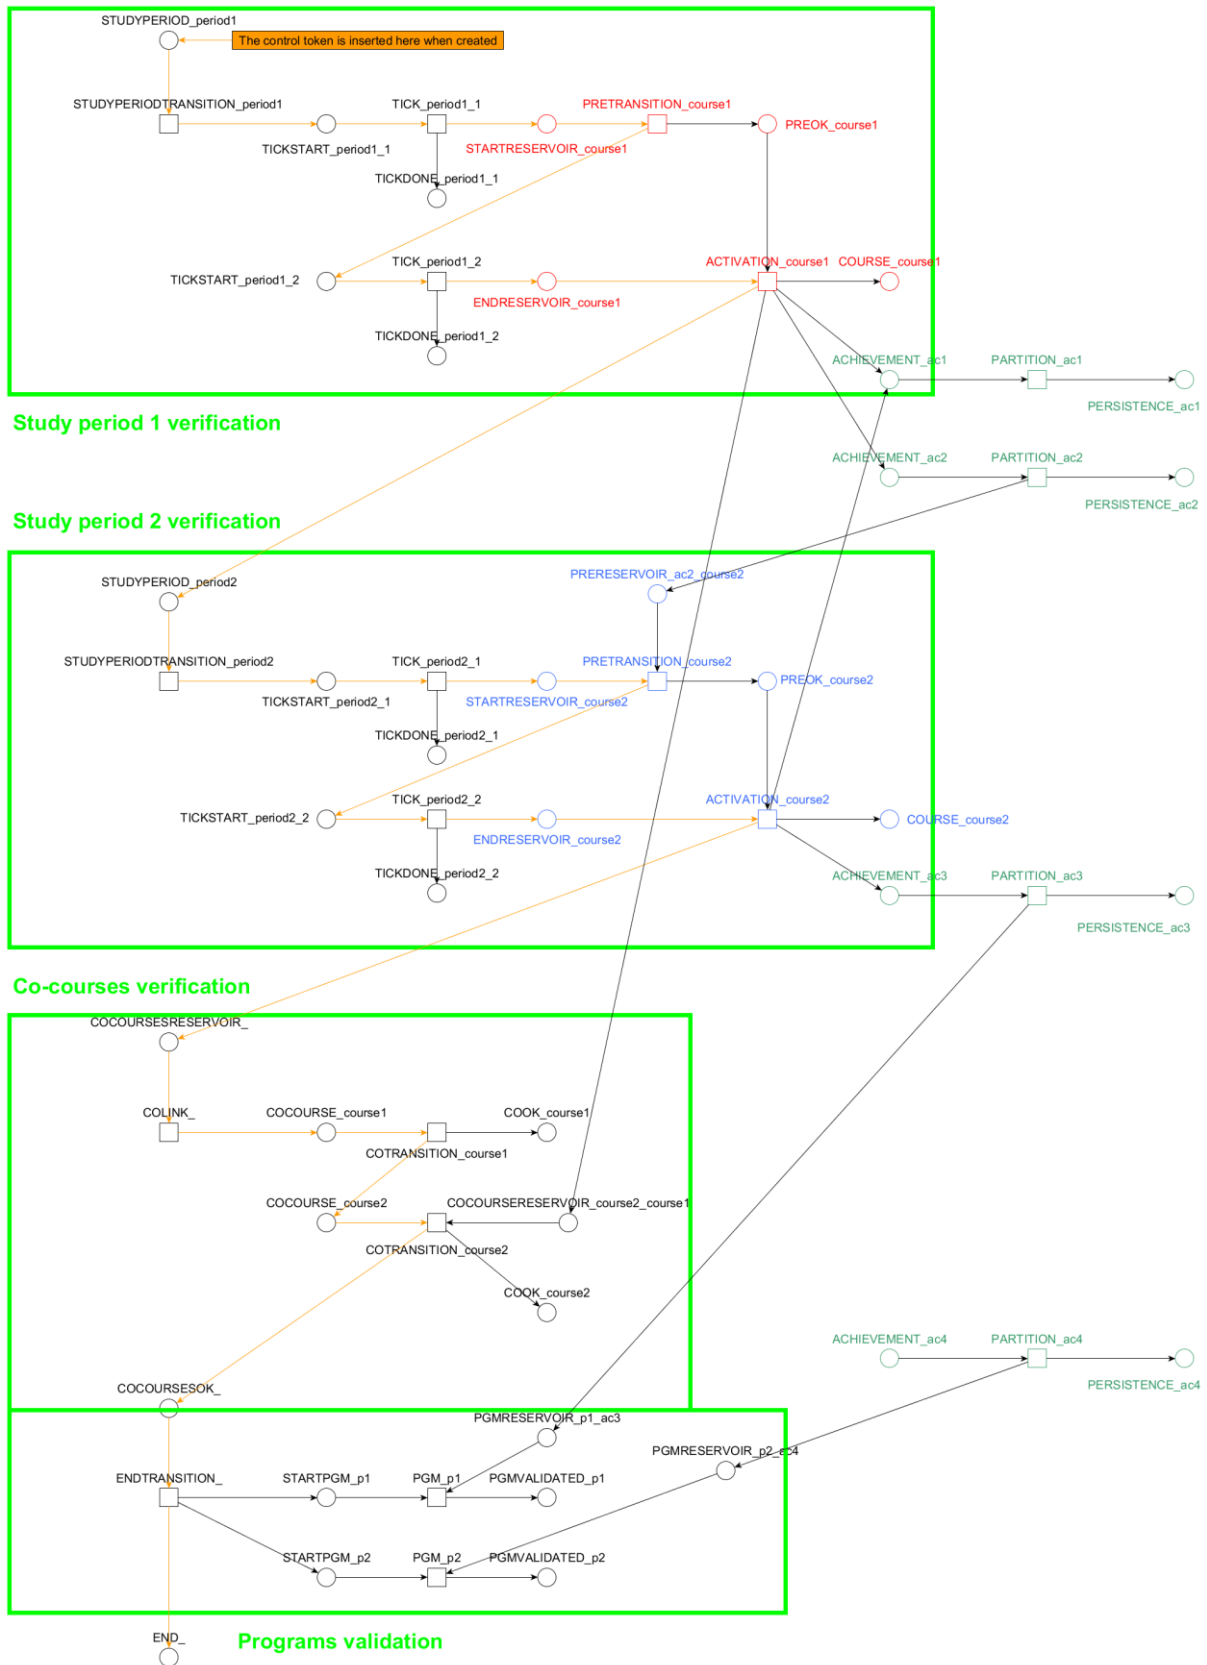 STUDYPERIOD_period1
The control token is inserted here when created
STUDYPERIODTRANSITION_period1
TICK_period1_1
PRETRANSITION_course1
PREOK_course1
TICKSTART_period1_1
STARTRESERVOIR_course1
TICKDONE_period1_1
TICKSTART_period1_2
TICK_period1_2
ACTIVATION_course1
COURSE_course1
ENDRESERVOIR_course1
TICKDONE_period1_2
ACHIEVEMENT_ac1
PARTITION_ac1
PERSISTENCE_ac1
Study period 1 verification
ACHIEVEMENT_ac2
PARTITION_ac2
PERSISTENCE_ac2
Study period 2 verification
STUDYPERIOD_period2
PRERESERVOIR_ac2_course2
STUDYPERIODTRANSITION_period2
TICK_period2_1
PRETRANSITION_course2
PREOK_course2
TICKSTART_period2_1
STARTRESERVOIR_course2
TICKDONE_period2_1
TICKSTART_period2_2
TICK_period2_2
ACTIVATION_course2
COURSE_course2
ENDRESERVOIR_course2
TICKDONE_period2_2
ACHIEVEMENT_ac3
PARTITION_ac3
PERSISTENCE_ac3
Co-courses verification
COCOURSESRESERVOIR_
COLINK_
COCOURSE_course1
COOK_course1
COTRANSITION_course1
COCOURSE_course2
COCOURSERESERVOIR_course2_course1
COTRANSITION_course2
COOK_course2
ACHIEVEMENT_ac4
PARTITION_ac4
PERSISTENCE_ac4
COCOURSESOK_
PGMRESERVOIR_p1_ac3
PGMRESERVOIR_p2_ac4
ENDTRANSITION_
STARTPGM_p1
PGM_p1
PGMVALIDATED_p1
STARTPGM_p2
PGM_p2
PGMVALIDATED_p2
END_
Programs validation